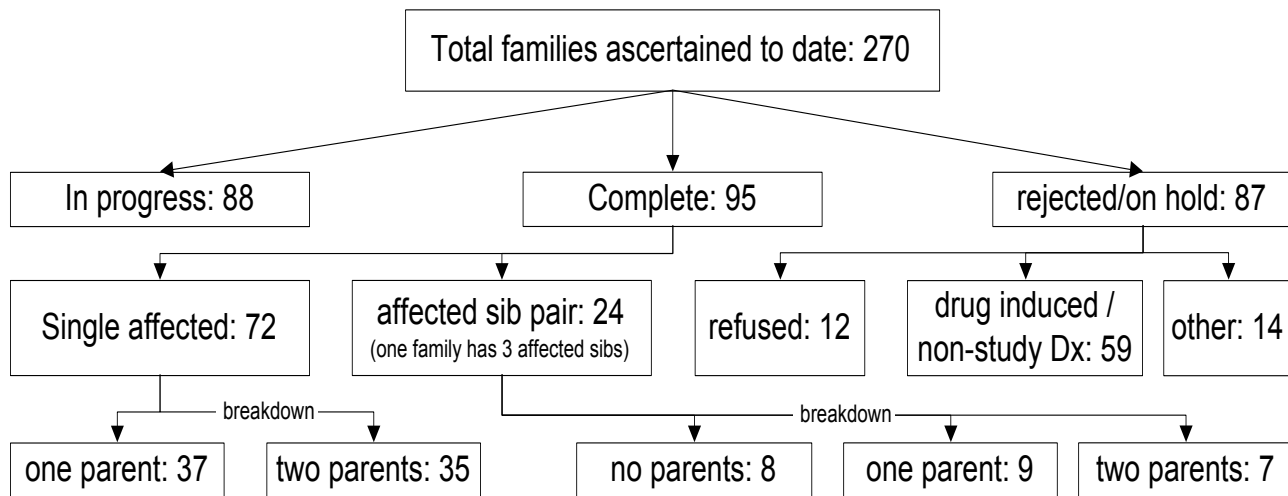 Total families ascertained to date: 270
In progress: 88
Complete: 95
rejected/on hold: 87
Single affected: 72
affected sib pair: 24
(one family has 3 affected sibs)
refused: 12
drug induced /
non-study Dx: 59
other: 14
breakdown
breakdown
one parent: 37
two parents: 35
no parents: 8
one parent: 9
two parents: 7